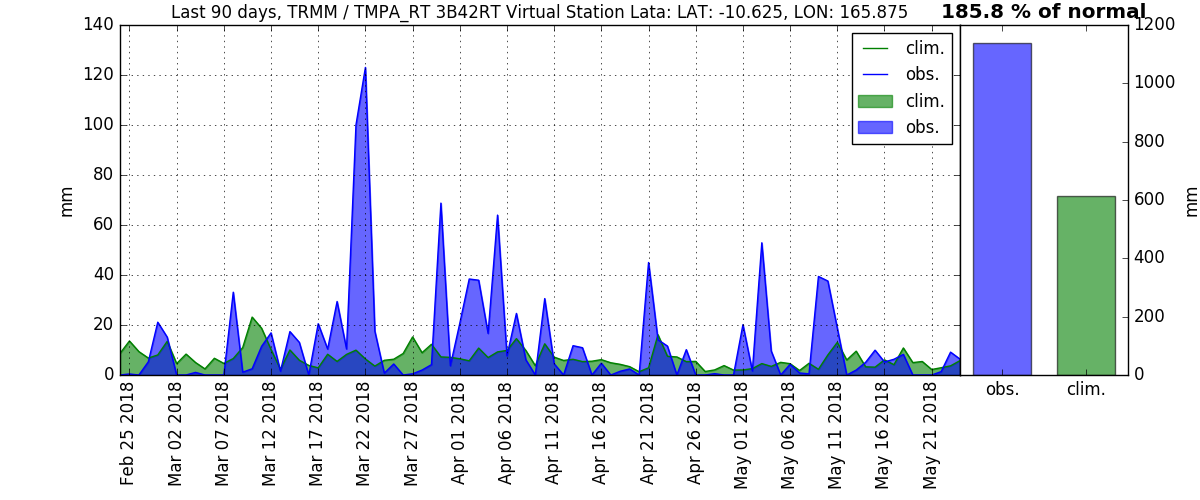 Last 90 days, TRMM / TMPA_RT 3B42RT Virtual Station Lata: LAT: -10.625, LON: 165.875
185.8 % of normal
140
120
100
80
60
40
20
0
mm
clim.
obs.
clim.
obs.
1200
1000
800
600
400
200
0
mm
Feb 25 2018
Mar 02 2018
Mar 07 2018
Mar 12 2018
Mar 17 2018
Mar 22 2018
Mar 27 2018
Apr 01 2018
Apr 06 2018
Apr 11 2018
Apr 16 2018
Apr 21 2018
Apr 26 2018
May 01 2018
May 06 2018
May 11 2018
May 16 2018
May 21 2018
obs.
clim.